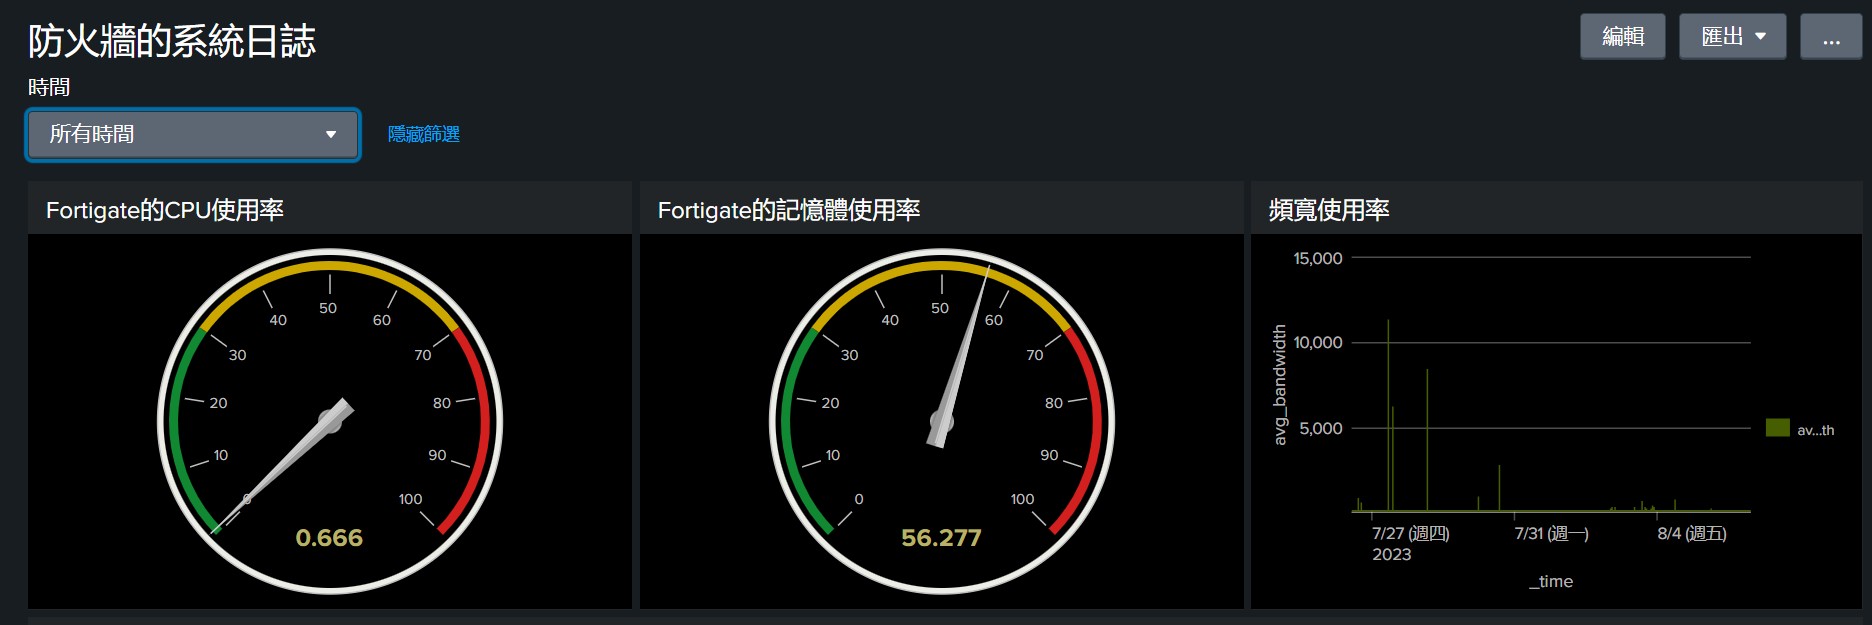 防火牆的系統日誌
編輯
匯出
...
時間
所有時間
隱藏篩選
Fortigate的CPU使用率
0
10
20
30
40
50
60
70
80
90
100
0.666
Fortigate的記憶體使用率
0
10
20
30
40
50
60
70
80
90
100
56.277
頻寬使用率
avg_bandwidth
15,000
10,000
5,000
7/27 (週四)
2023
7/31 (週一)
8/4 (週五)
_time
av...th